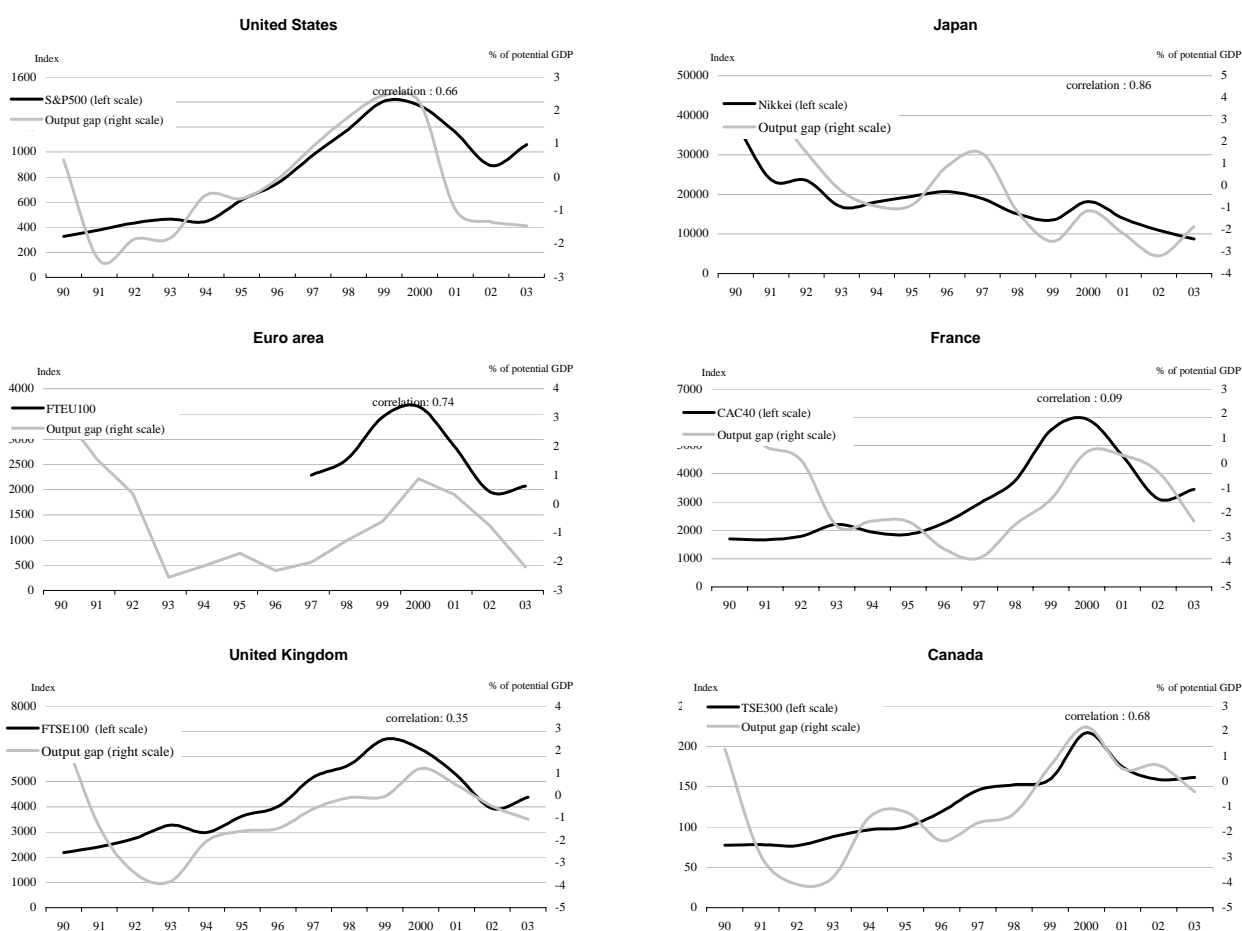 United States
Index
% of potential GDP
correlation : 0.66
S&P500 (left scale)
Output gap (right scale)
1600
1000
800
600
400
200
0
3
2
1
0
-1
-2
-3
90 91 92 93 94 95 96 97 98 99 2000 01 02 03
Japan
Index
% of potential GDP
correlation : 0.86
Nikkei (left scale)
Output gap (right scale)
50000
40000
30000
20000
10000
0
5
4
3
2
1
0
-1
-2
-3
-4
90 91 92 93 94 95 96 97 98 99 2000 01 02 03
Euro area
Index
% of potential GDP
correlation: 0.74
FTEU100
Output gap (right scale)
4000
3000
2500
2000
1500
1000
500
0
4
3
2
1
0
-1
-2
-3
90 91 92 93 94 95 96 97 98 99 2000 01 02 03
France
Index
% of potential GDP
correlation : 0.09
CAC40 (left scale)
Output gap (right scale)
7000
5000
4000
3000
2000
1000
0
3
2
1
0
-1
-2
-3
-4
-5
90 91 92 93 94 95 96 97 98 99 2000 01 02 03
United Kingdom
Index
% of potential GDP
correlation: 0.35
FTSE100 (left scale)
Output gap (right scale)
8000
5000
4000
3000
2000
1000
0
4
3
2
1
0
-1
-2
-3
-4
-5
90 91 92 93 94 95 96 97 98 99 2000 01 02 03
Canada
Index
% of potential GDP
correlation : 0.68
TSE300 (left scale)
Output gap (right scale)
200
150
100
50
0
3
2
1
0
-1
-2
-3
-4
-5
90 91 92 93 94 95 96 97 98 99 2000 01 02 03